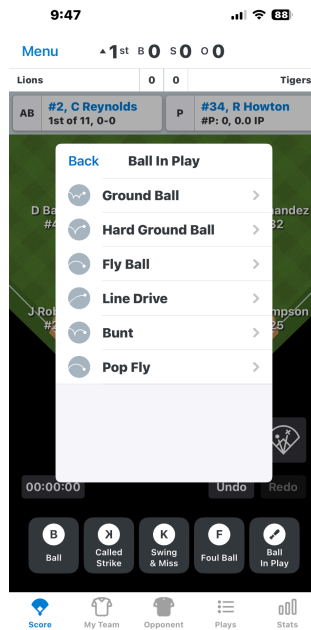 9:47
88
Menu
▲1st B 0 S 0 O 0
Lions 0 0 Tigers
AB #2, C Reynolds
1st of 11, 0-0
P #34, R Howton
#P: 0, 0.0 IP
Back Ball In Play
Ground Ball
Hard Ground Ball
Fly Ball
Line Drive
Bunt
Pop Fly
D Ba
#4
nandez
32
J Rob
#2
mpson
25
00:00:00 Undo Redo
B
Ball
K
Called
Strike
K
Swing
& Miss
F
Foul Ball
Ball
In Play
Score My Team Opponent Plays Stats